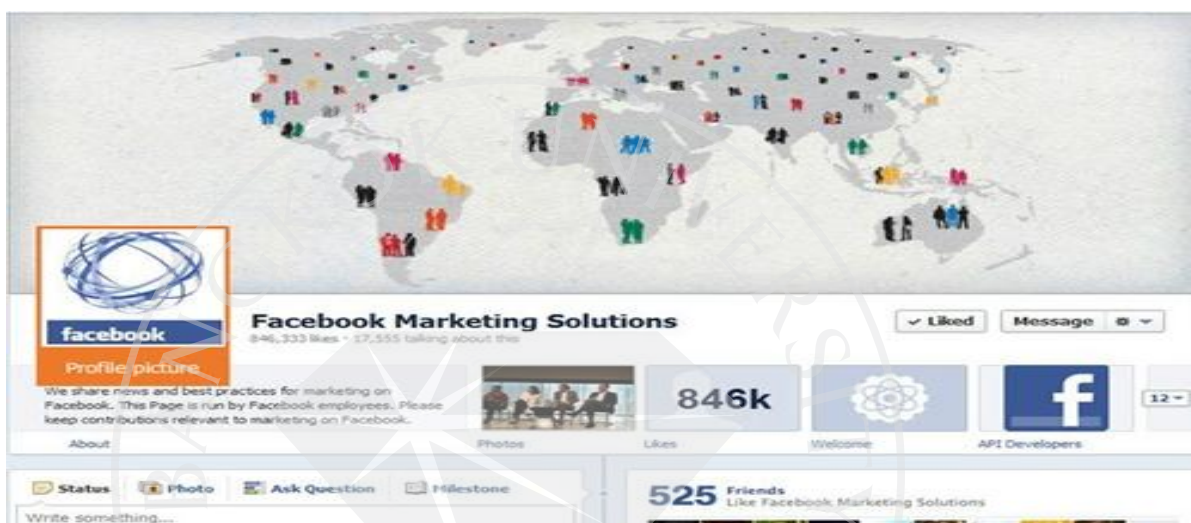 facebook
Profile picture
Facebook Marketing Solutions
846,333 likes · 17,555 talking about this
✓ Liked
Message
We share news and best practices for marketing on
Facebook. This Page is run by Facebook employees. Please
keep contributions relevant to marketing on Facebook.
About
Photos
846k
Likes
Welcome
f
API Developers
12
Status
Photo
Ask Question
Milestone
Write something...
525 Friends
Like Facebook Marketing Solutions